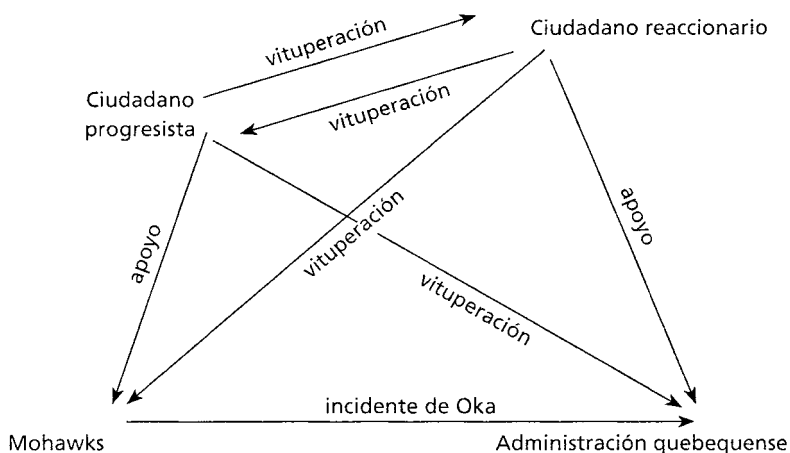 vituperación
Ciudadano reaccionario
Ciudadano
progresista
vituperación
apoyo
vituperación
apoyo
vituperación
incidente de Oka
Mohawks
Administración quebequense